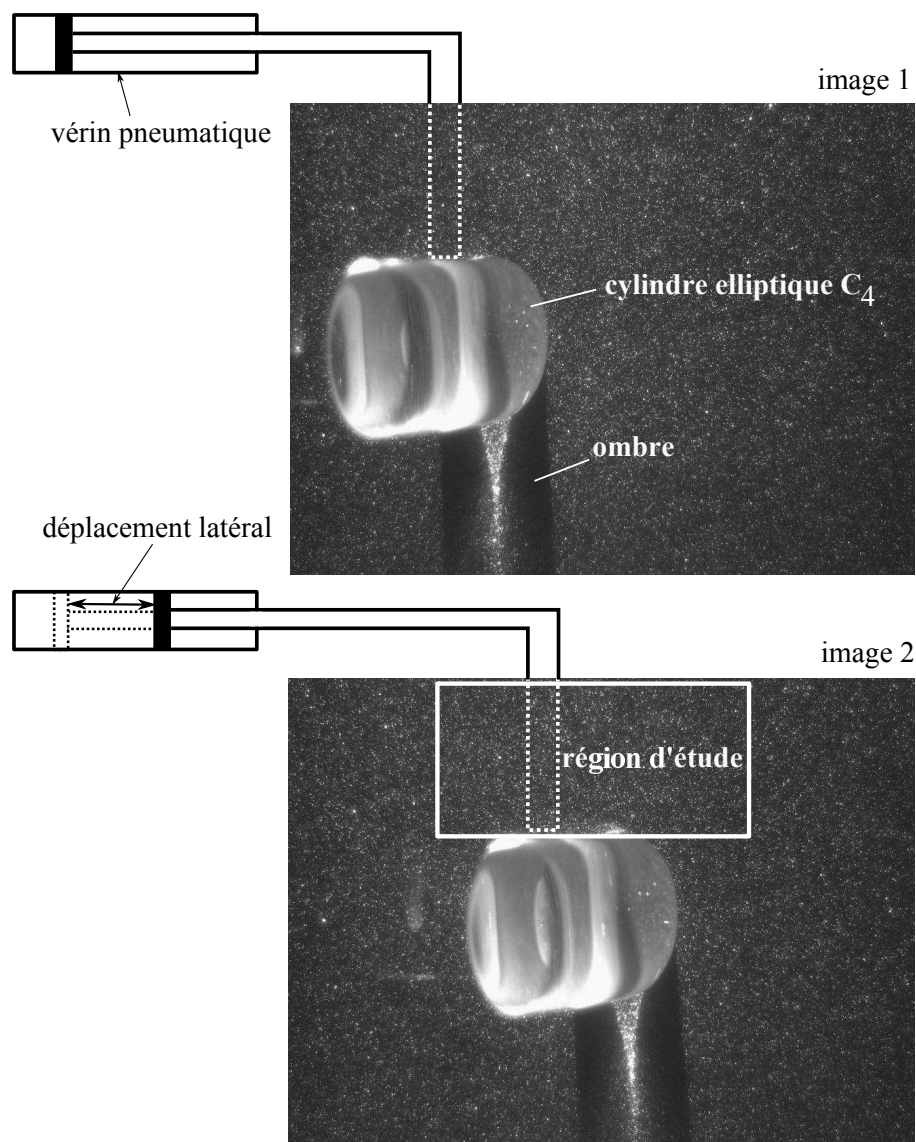 image 1
vérin pneumatique
cylindre elliptique C4
ombre
déplacement latéral
image 2
région d'étude